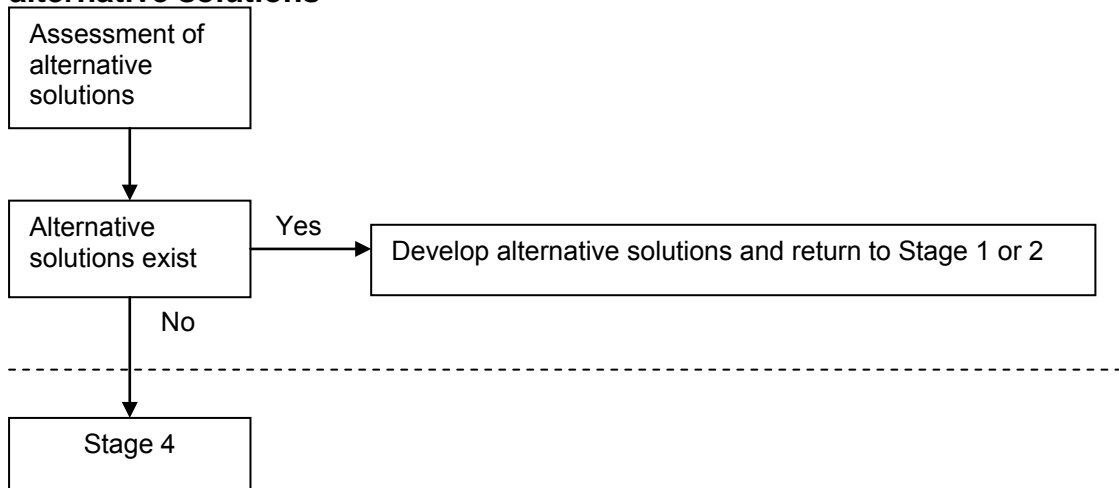 alternative solutions
Assessment of
alternative
solutions
Alternative
solutions exist
Yes
Develop alternative solutions and return to Stage 1 or 2
No
Stage 4